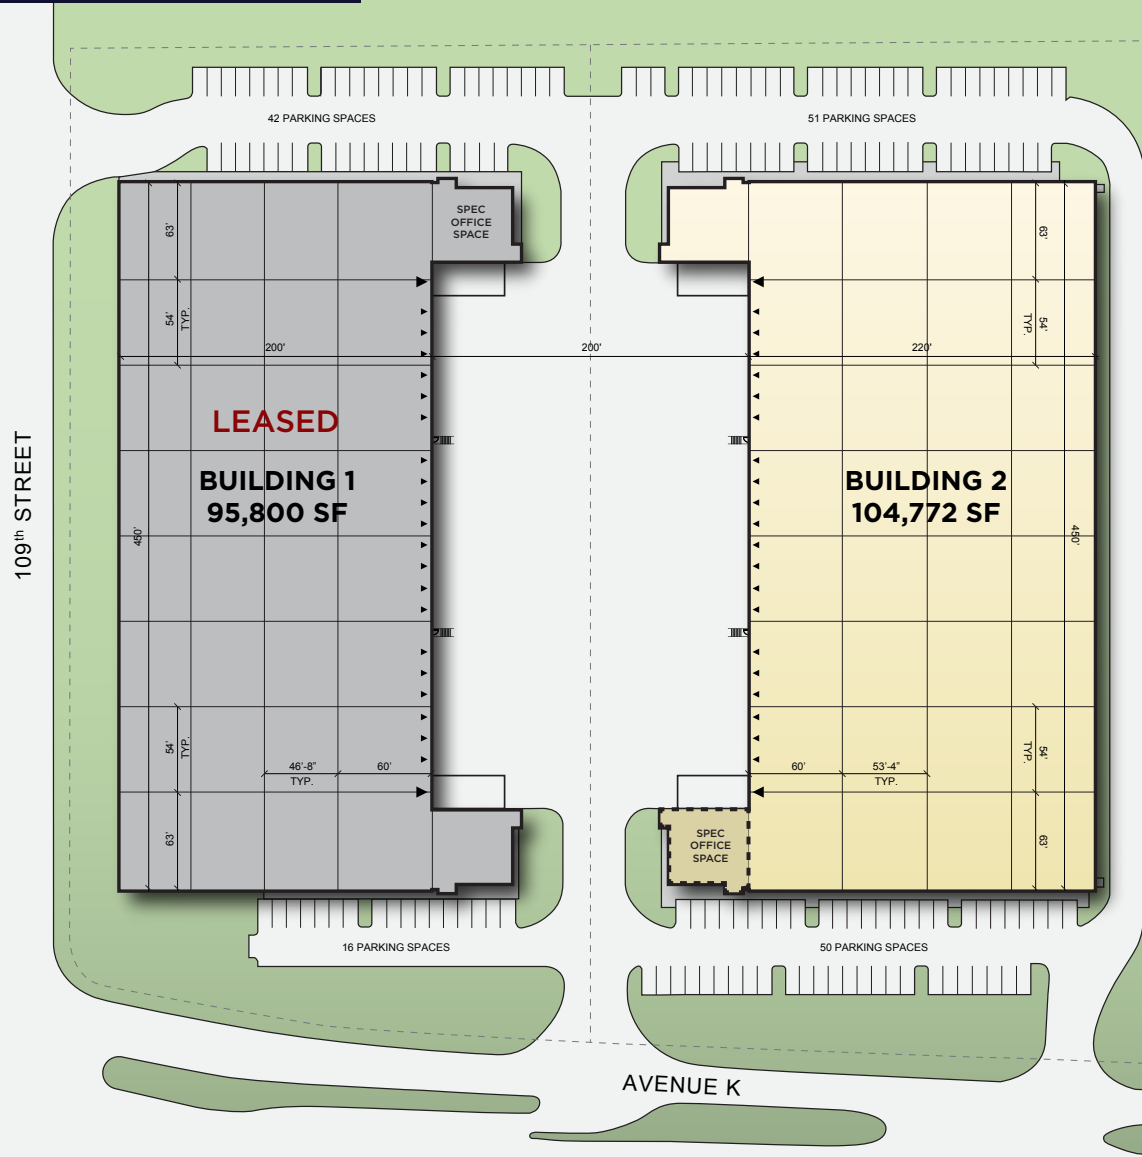 42 PARKING SPACES
51 PARKING SPACES
SPEC
OFFICE
SPACE
63'
63'
54'
TYP.
TYP.
54'
200'
200'
220'
LEASED
BUILDING 1
95,800 SF
BUILDING 2
104,772 SF
109th STREET
450'
450'
54'
TYP.
TYP.
54'
46'-8"
TYP.
60'
60'
53'-4"
TYP.
63'
63'
SPEC
OFFICE
SPACE
16 PARKING SPACES
50 PARKING SPACES
AVENUE K